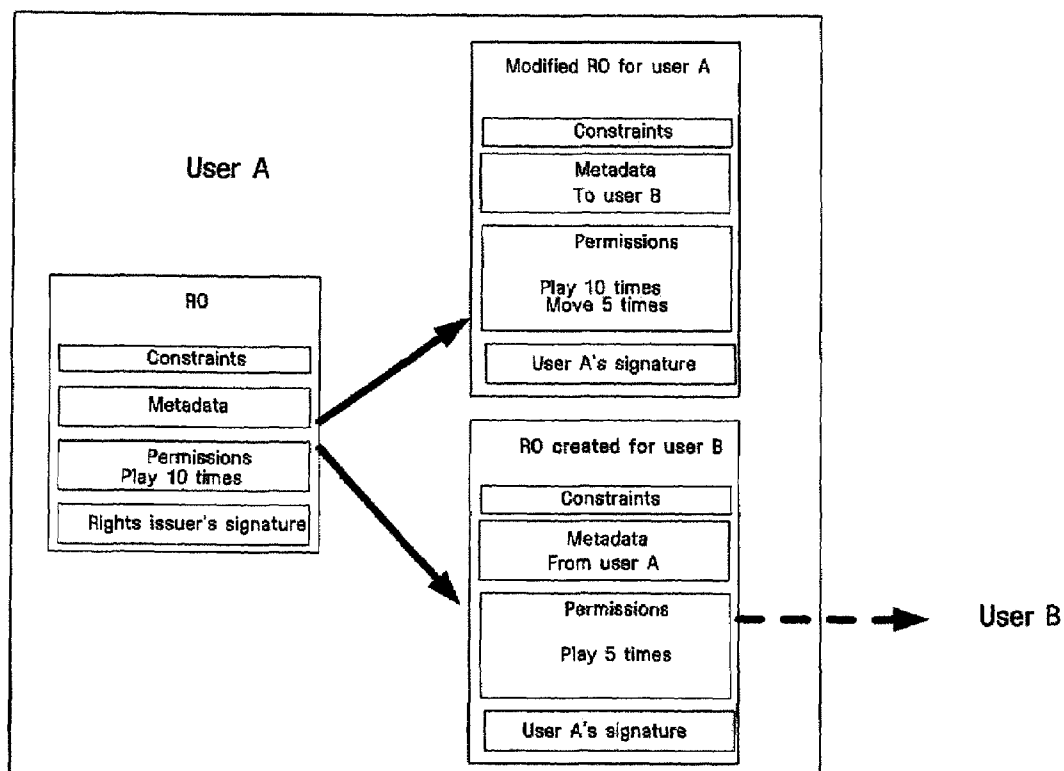 User A
RO
Constraints
Metadata
Permissions
Play 10 times
Rights issuer's signature
Modified RO for user A
Constraints
Metadata
To user B
Permissions
Play 10 times
Move 5 times
User A's signature
RO created for user B
Constraints
Metadata
From user A
Permissions
Play 5 times
User A's signature
User B